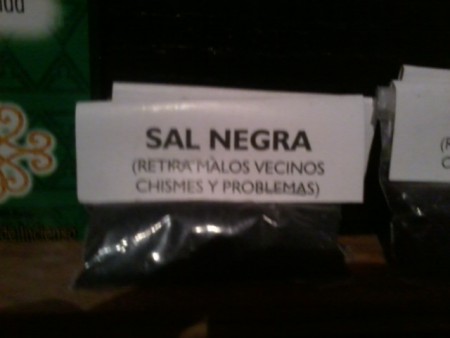 SAL NEGRA
(RETIRA MALOS VECINOS
CHISMES Y PROBLEMAS)